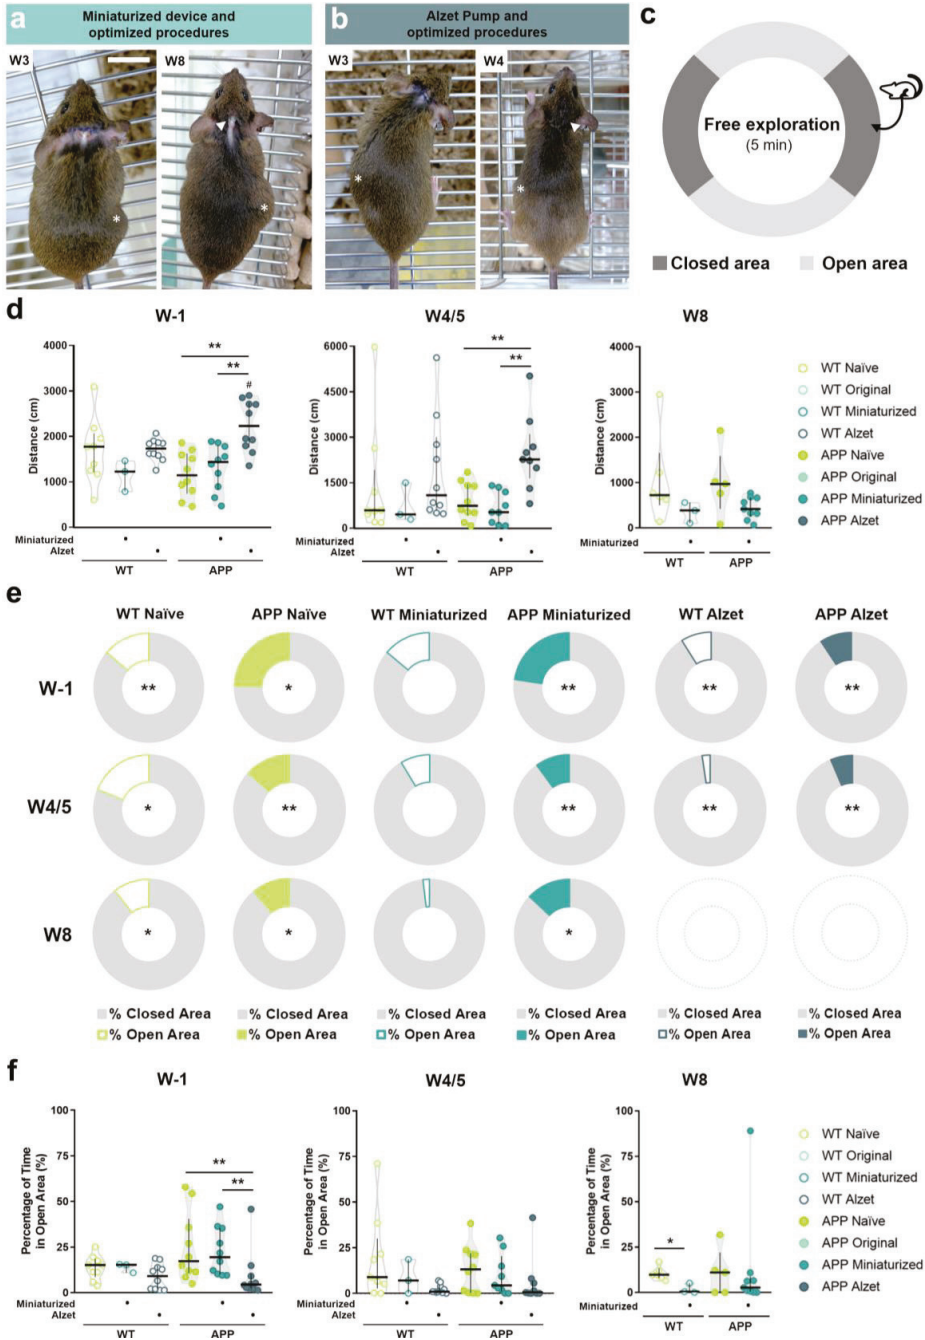 a
Miniaturized device and
optimized procedures
W3
W8
*
*
b
Alzet Pump and
optimized procedures
W3
W4
*
*
c
Free exploration
(5 min)
Closed area
Open area
d
W-1
W4/5
W8
Distance (cm)
4000
3000
2000
1000
0
**
**
#
Miniaturized
Alzet
WT
APP
Distance (cm)
6000
4500
3000
1500
0
**
**
WT
APP
Distance (cm)
4000
3000
2000
1000
0
Miniaturized
WT
APP
WT Naïve
WT Original
WT Miniaturized
WT Alzet
APP Naïve
APP Original
APP Miniaturized
APP Alzet
e
WT Naïve
APP Naïve
WT Miniaturized
APP Miniaturized
WT Alzet
APP Alzet
W-1
**
*
**
**
**
W4/5
*
**
**
**
**
W8
*
*
*
% Closed Area
% Open Area
% Closed Area
% Open Area
% Closed Area
% Open Area
% Closed Area
% Open Area
% Closed Area
% Open Area
% Closed Area
% Open Area
f
W-1
W4/5
W8
Percentage of Time
in Open Area (%)
100
75
50
25
0
**
**
Miniaturized
Alzet
WT
APP
Percentage of Time
in Open Area (%)
100
75
50
25
0
WT
APP
Percentage of Time
in Open Area (%)
100
75
50
25
0
*
Miniaturized
WT
APP
WT Naïve
WT Original
WT Miniaturized
WT Alzet
APP Naïve
APP Original
APP Miniaturized
APP Alzet